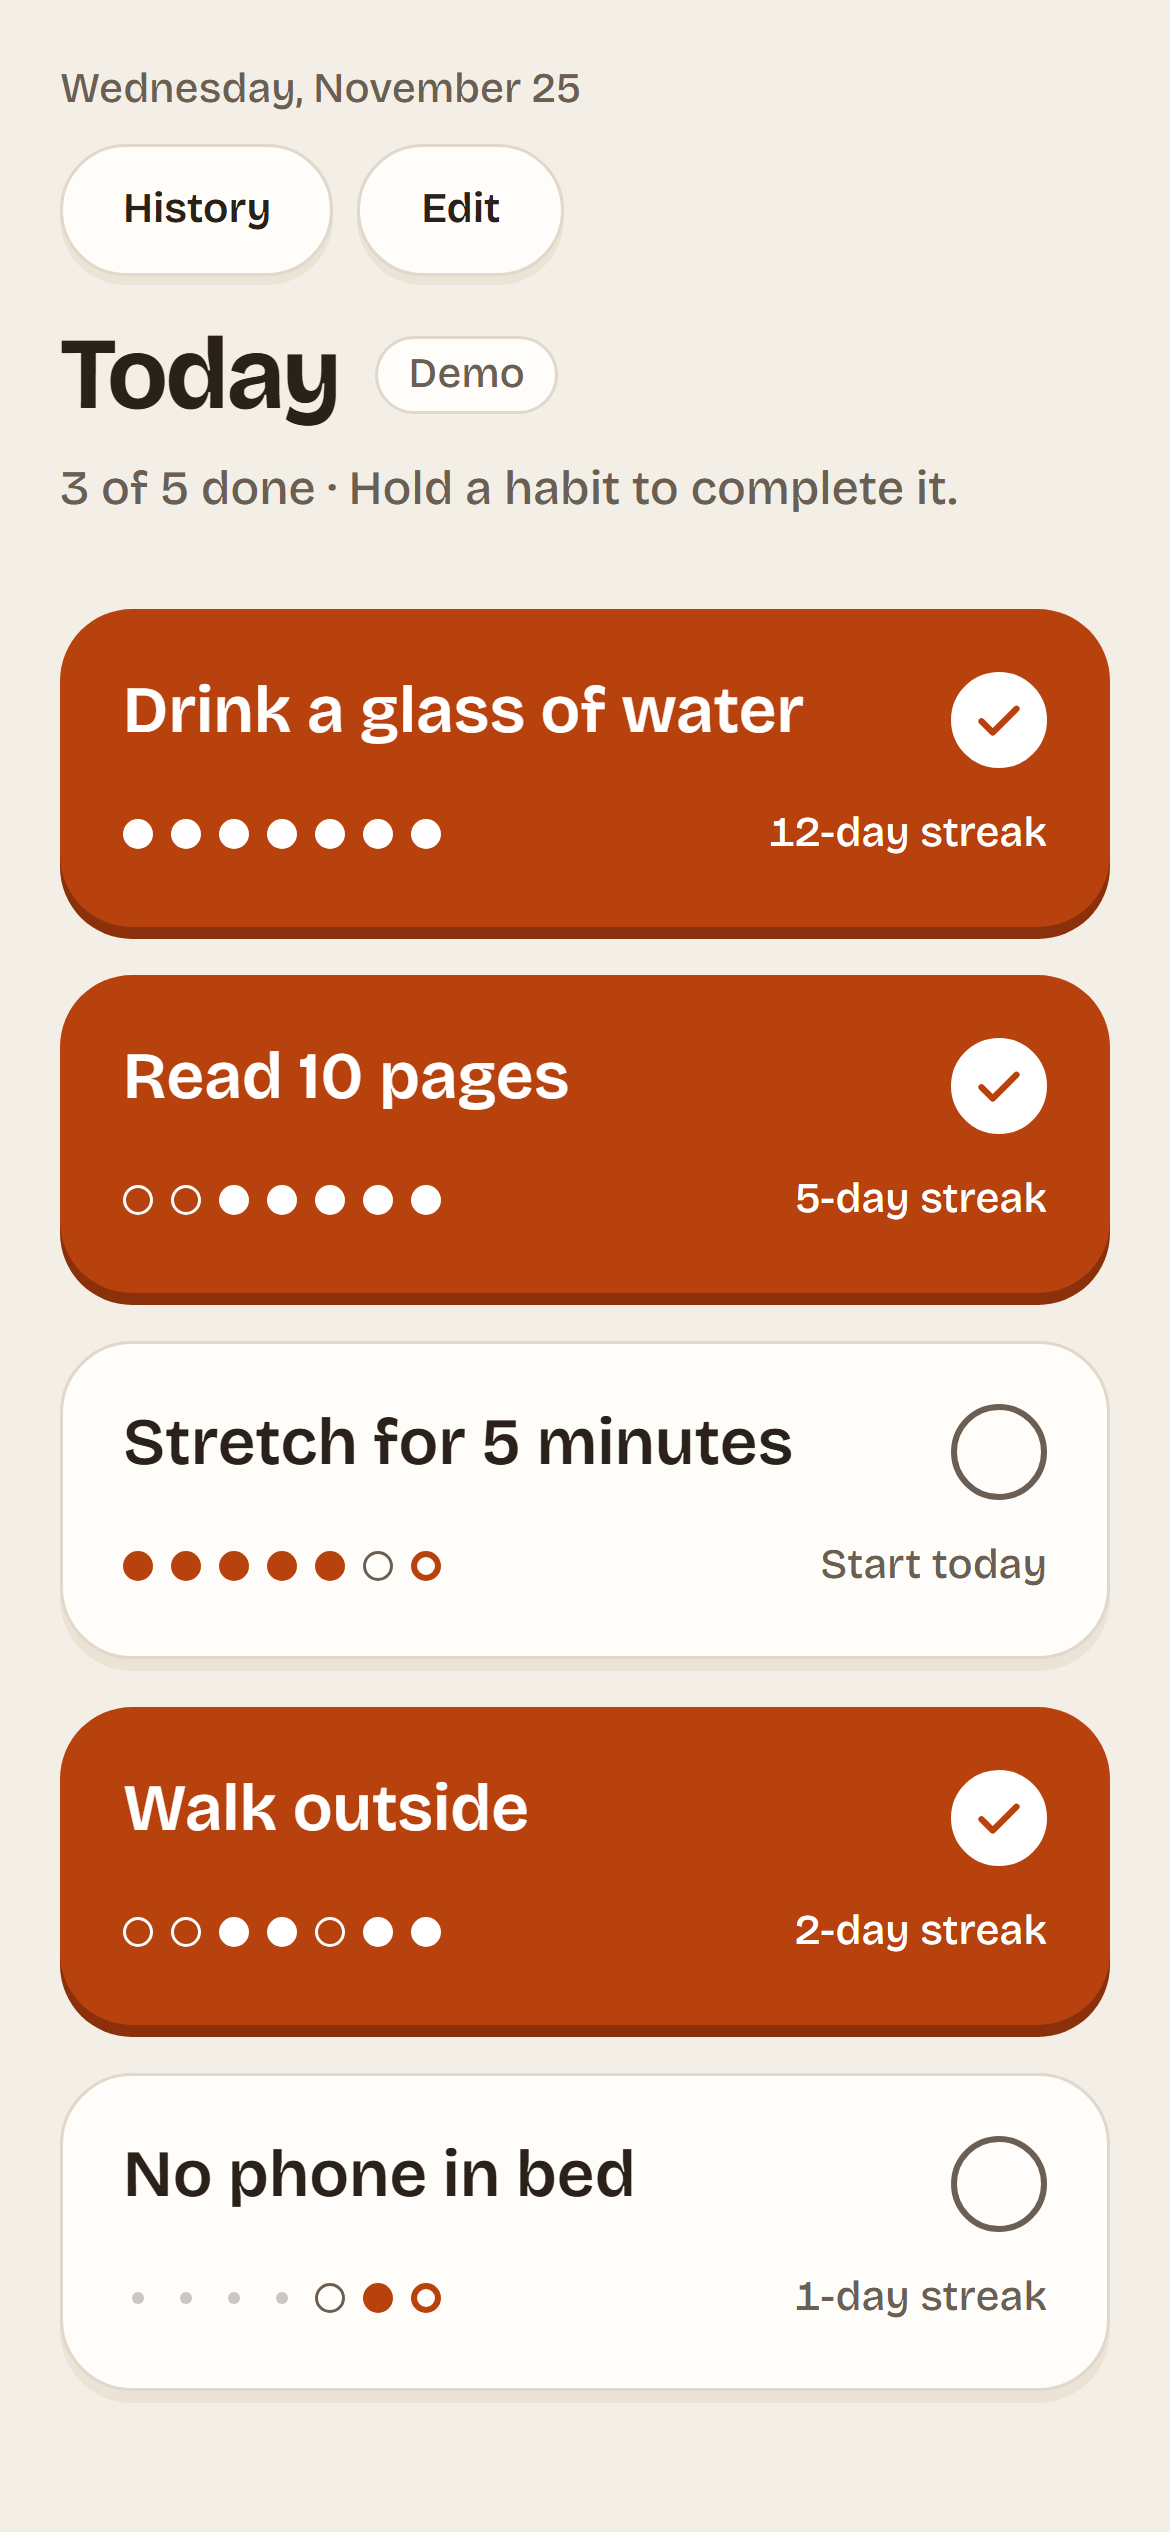 Wednesday, November 25
History Edit
Today Demo
3 of 5 done · Hold a habit to complete it.
Drink a glass of water
12-day streak
Read 10 pages
5-day streak
Stretch for 5 minutes
Start today
Walk outside
2-day streak
No phone in bed
1-day streak